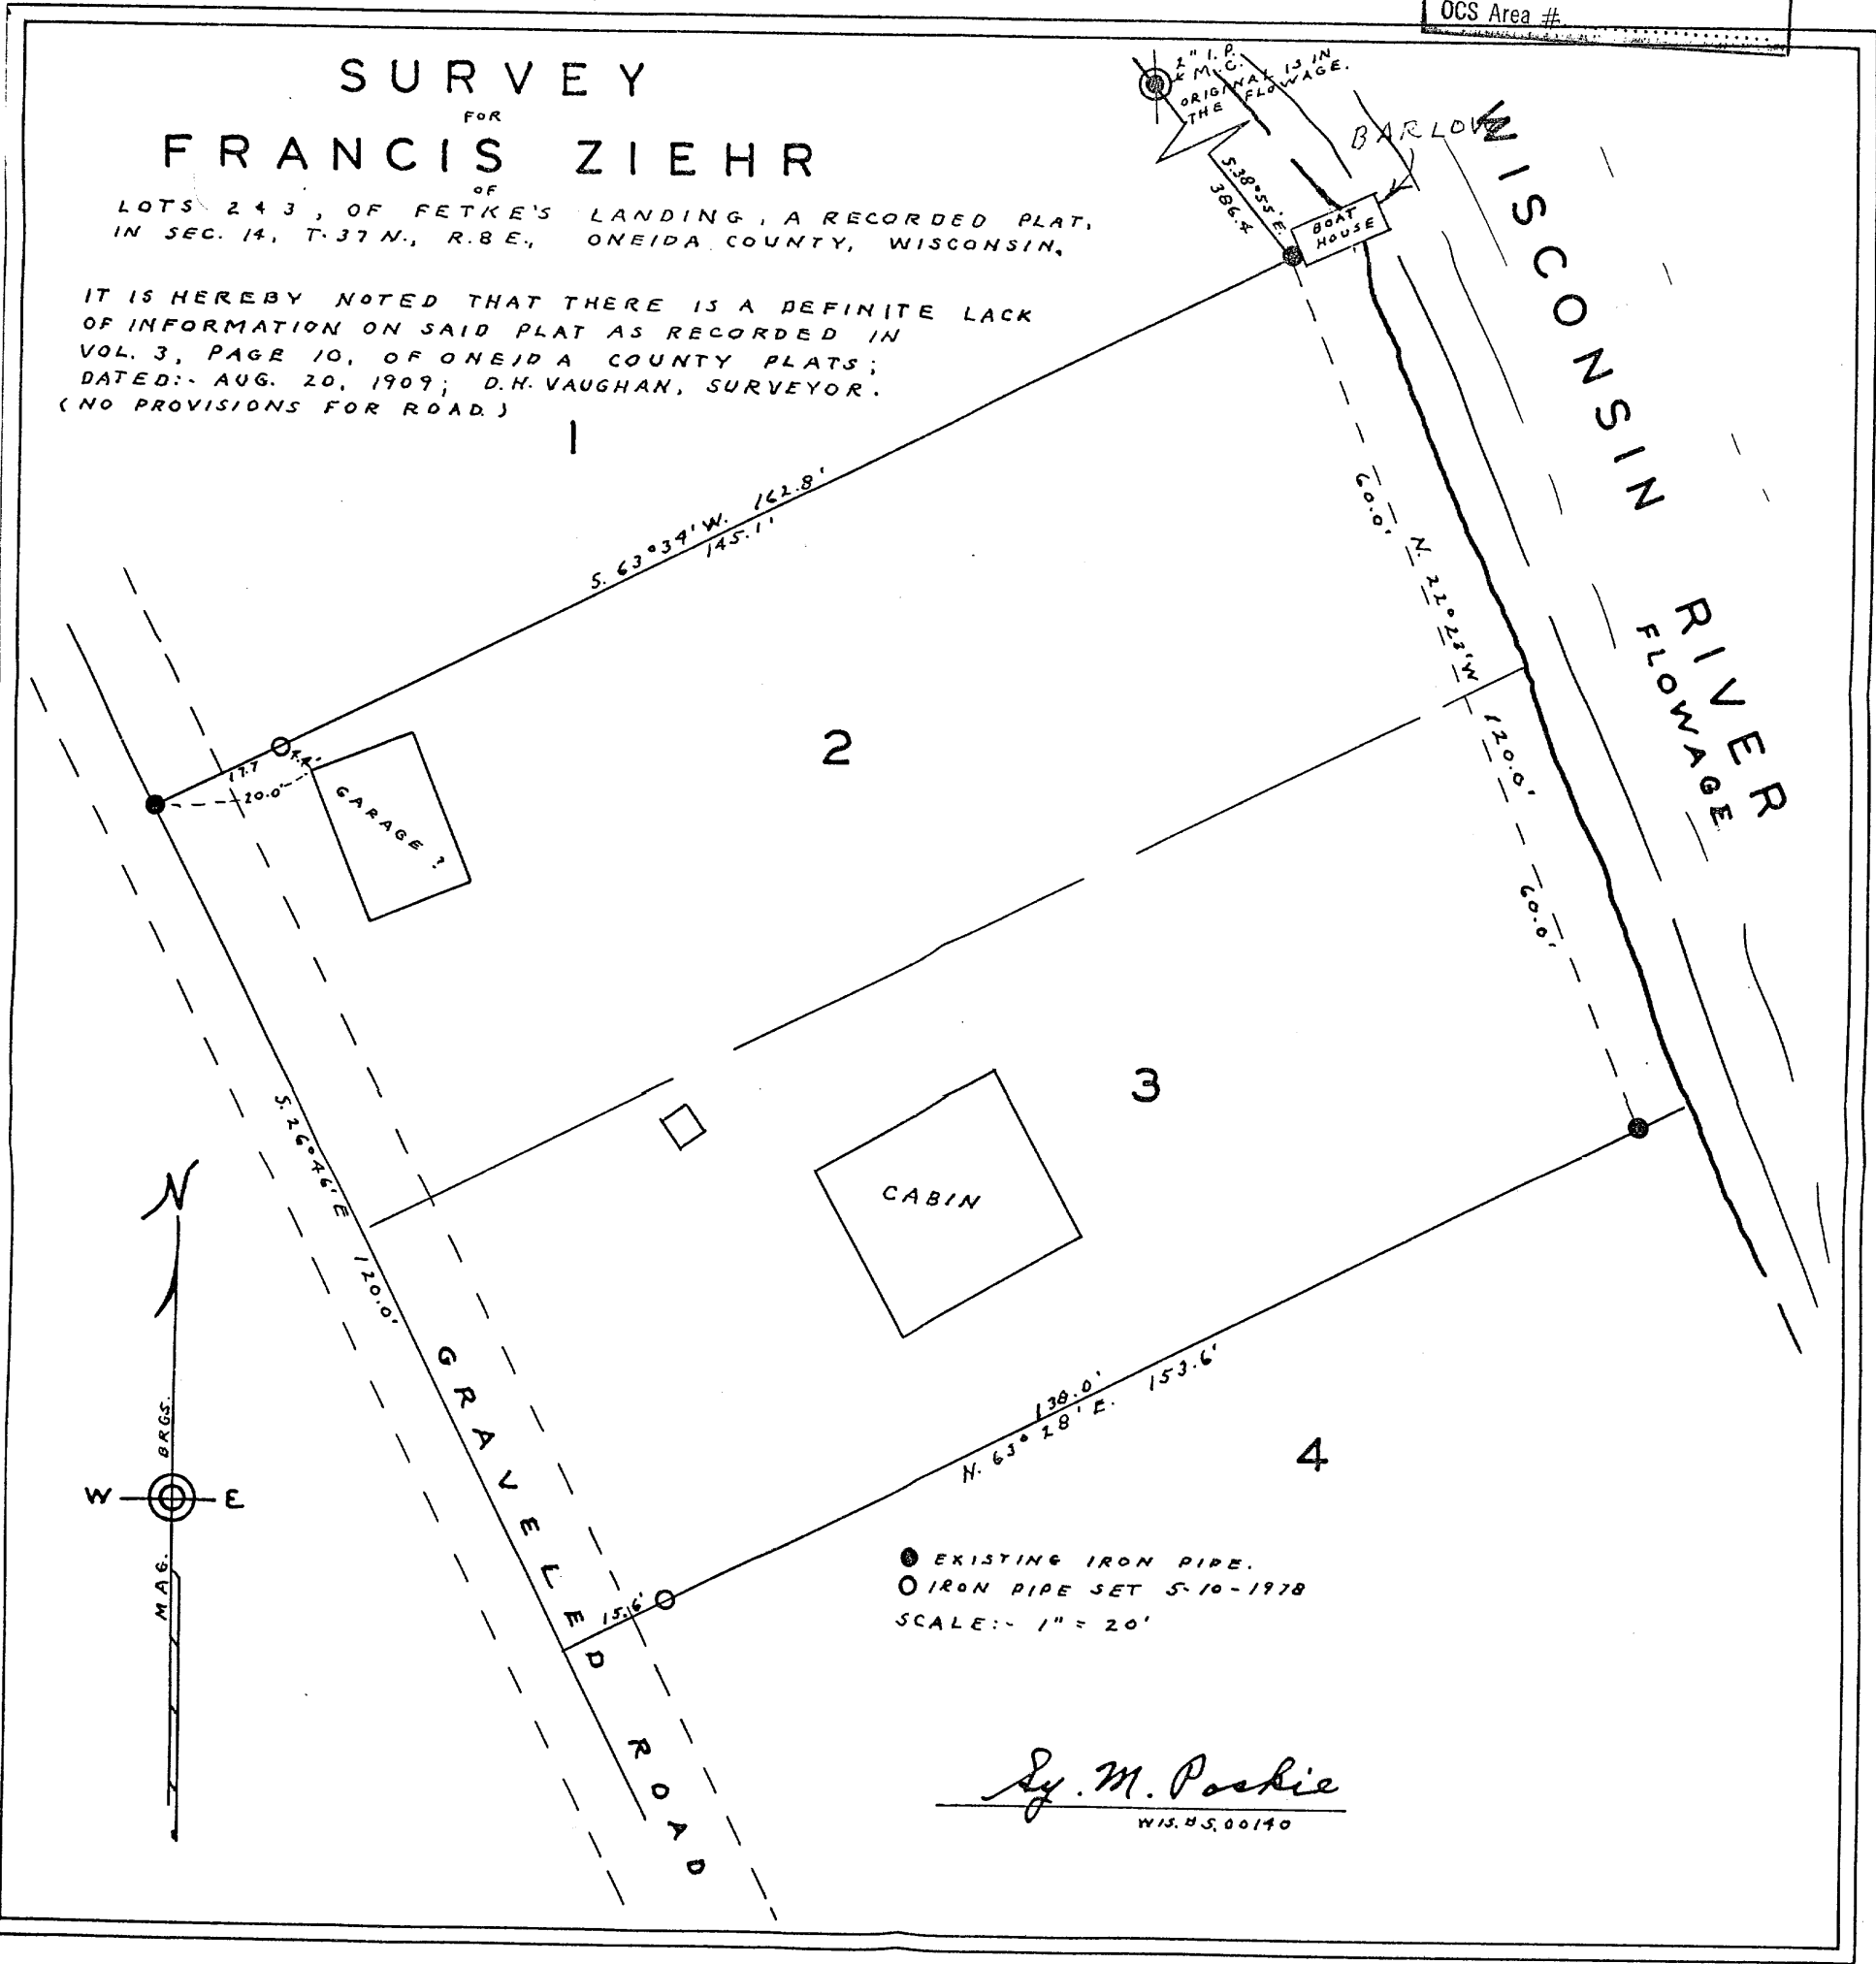 OCS Area #
SURVEY
FOR
FRANCIS ZIEHR
OF
LOTS 2 & 3, OF FETKE'S LANDING, A RECORDED PLAT,
IN SEC. 14, T. 37 N., R. 8 E., ONEIDA COUNTY, WISCONSIN.
IT IS HEREBY NOTED THAT THERE IS A DEFINITE LACK
OF INFORMATION ON SAID PLAT AS RECORDED IN
VOL. 3, PAGE 10, OF ONEIDA COUNTY PLATS;
DATED:- AUG. 20, 1909; D.H. VAUGHAN, SURVEYOR.
(NO PROVISIONS FOR ROAD.)
2" I.P.
M.C.
ORIGINAL IS IN
THE FLOWAGE.
BARLOW
S. 38°55' E.
386.4
BOAT
HOUSE
WISCONSIN RIVER
FLOWAGE
1
S. 63°34' W. 162.8'
145.1'
60.0'
N. 22°23' W
120.0'
60.0'
2
17.7
20.0'
GARAGE ?
3
CABIN
S. 26°46' E 120.0'
GRAVELED ROAD
138.0'
N. 63°28' E. 153.6'
15.6'
4
N
BRGS.
W E
MAG.
EXISTING IRON PIPE.
IRON PIPE SET 5-10-1978
SCALE:- 1" = 20'
Sy. M. Poskie
WIS. #S. 00140